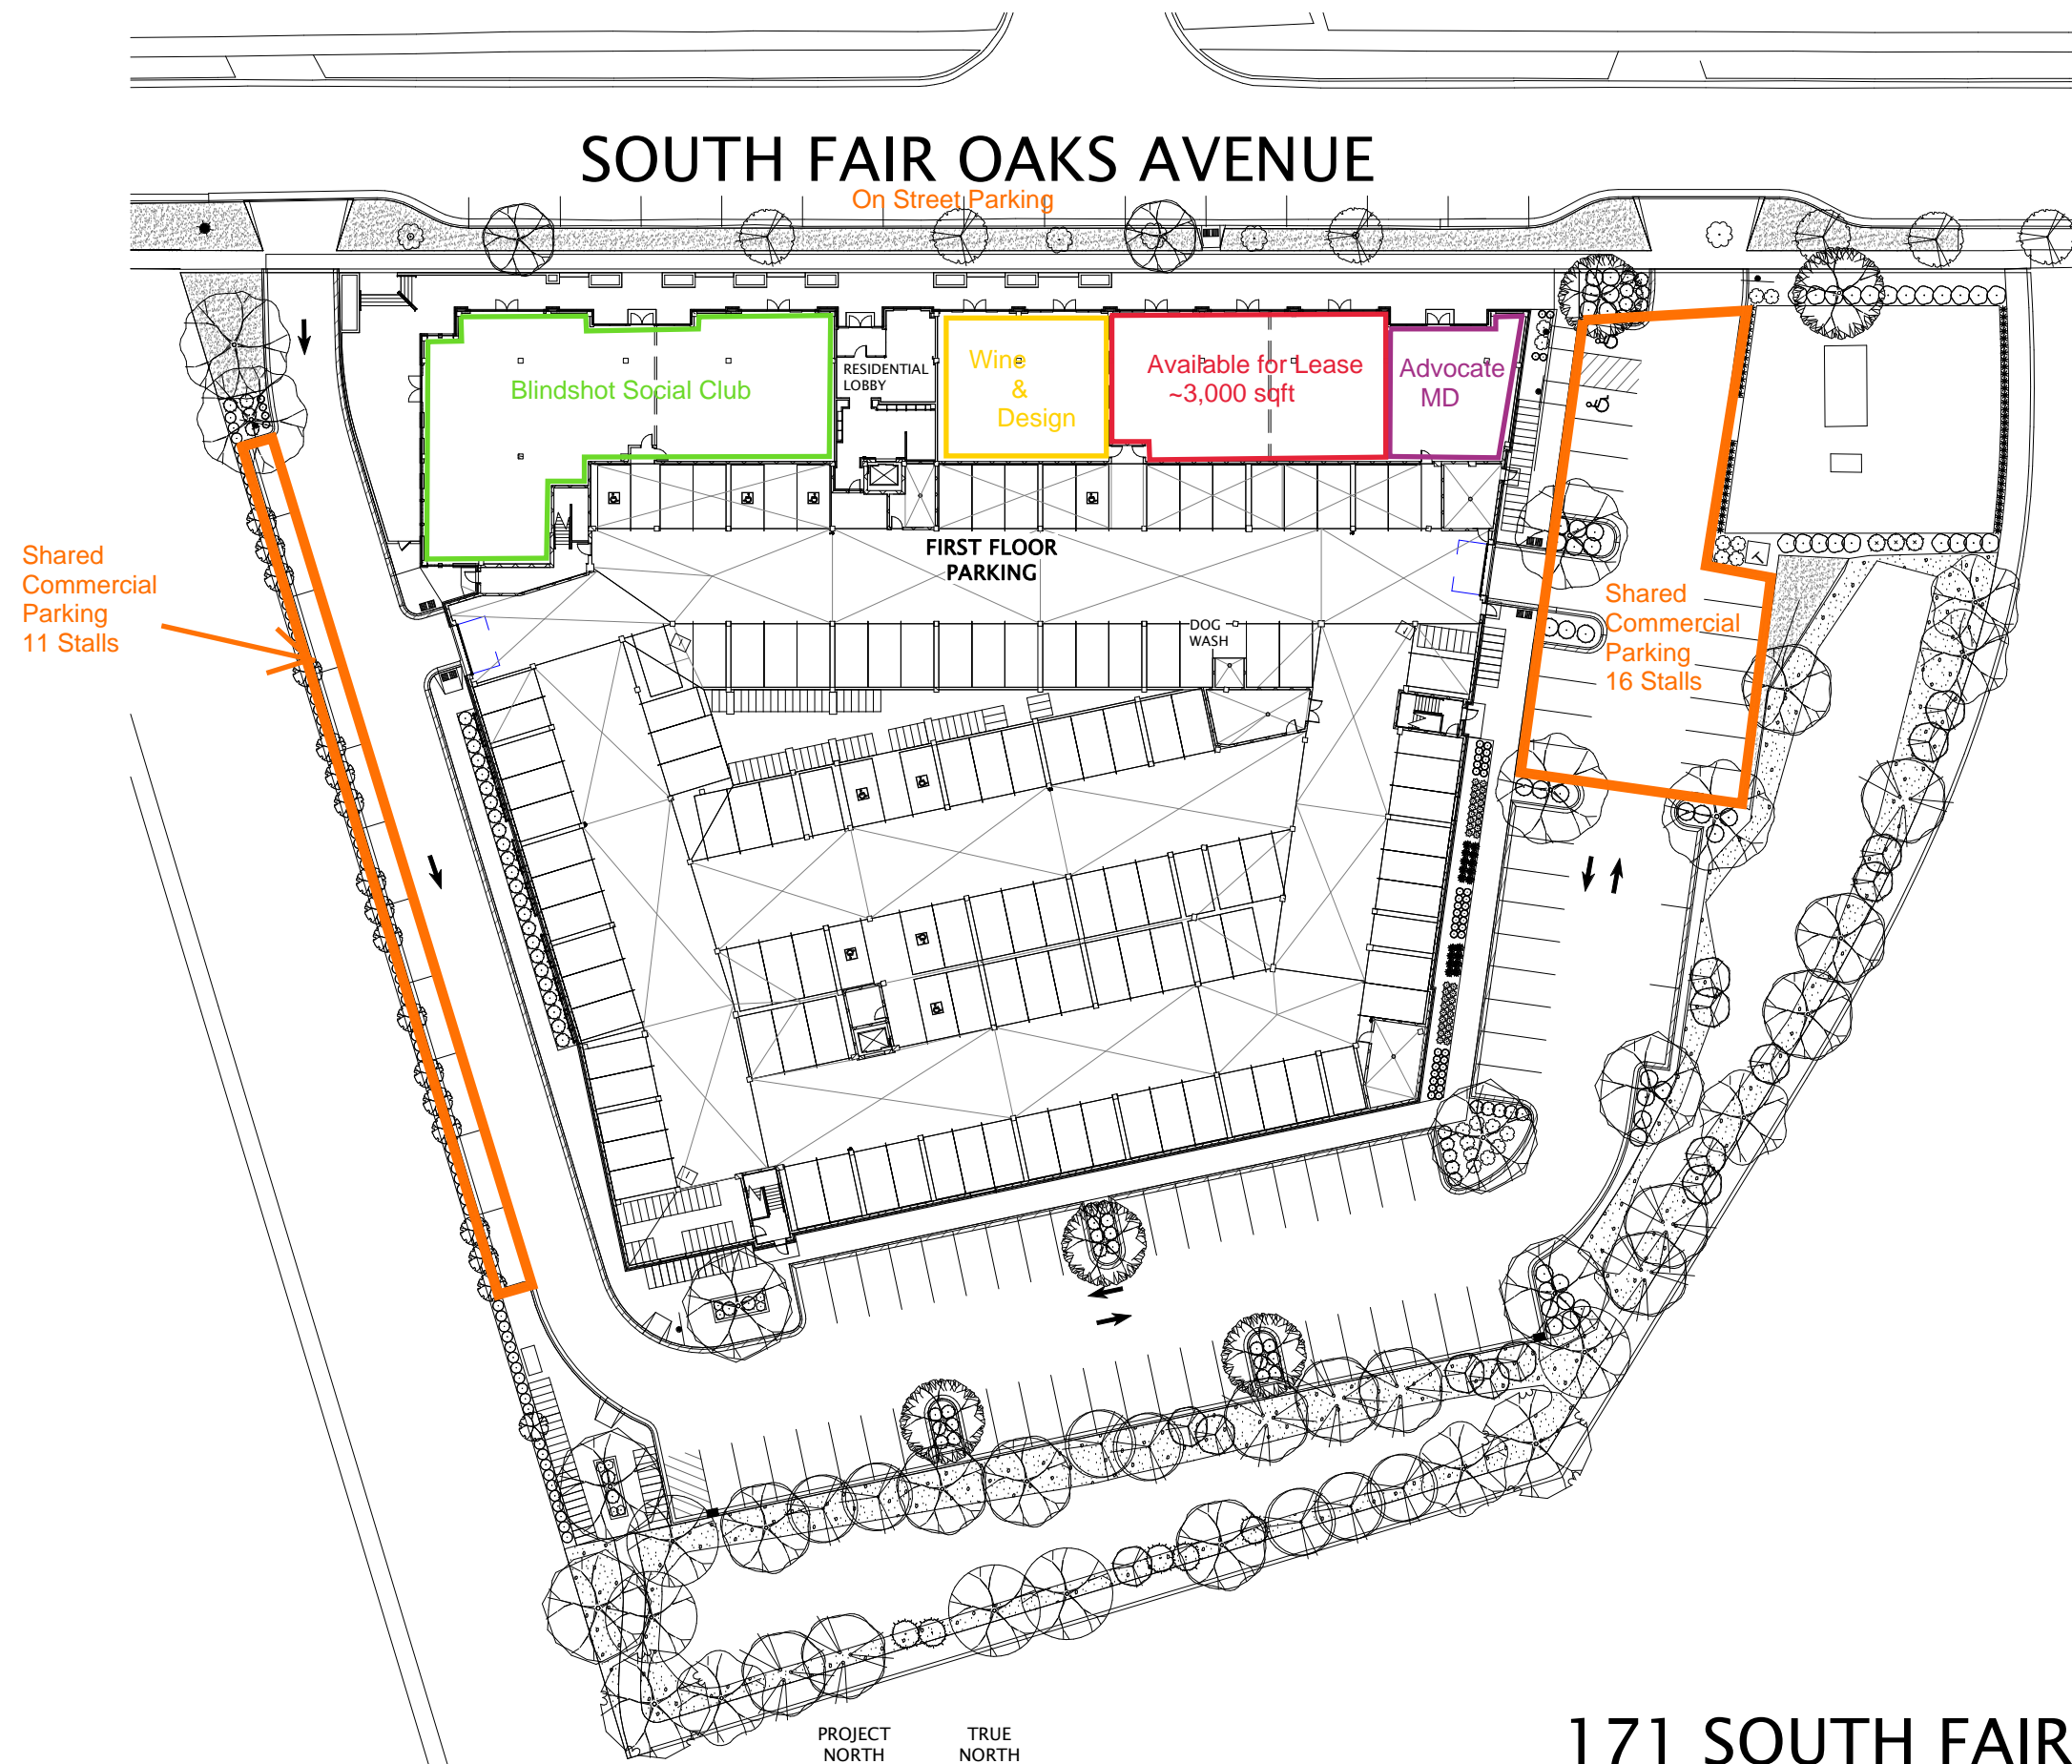 SOUTH FAIR OAKS AVENUE
On Street Parking
Blindshot Social Club
RESIDENTIAL
LOBBY
Wine
&
Design
Available for Lease
~3,000 sqft
Advocate
MD
FIRST FLOOR
PARKING
Shared
Commercial
Parking
11 Stalls
DOG
WASH
Shared
Commercial
Parking
16 Stalls
PROJECT
NORTH
TRUE
NORTH
171 SOUTH FAIR